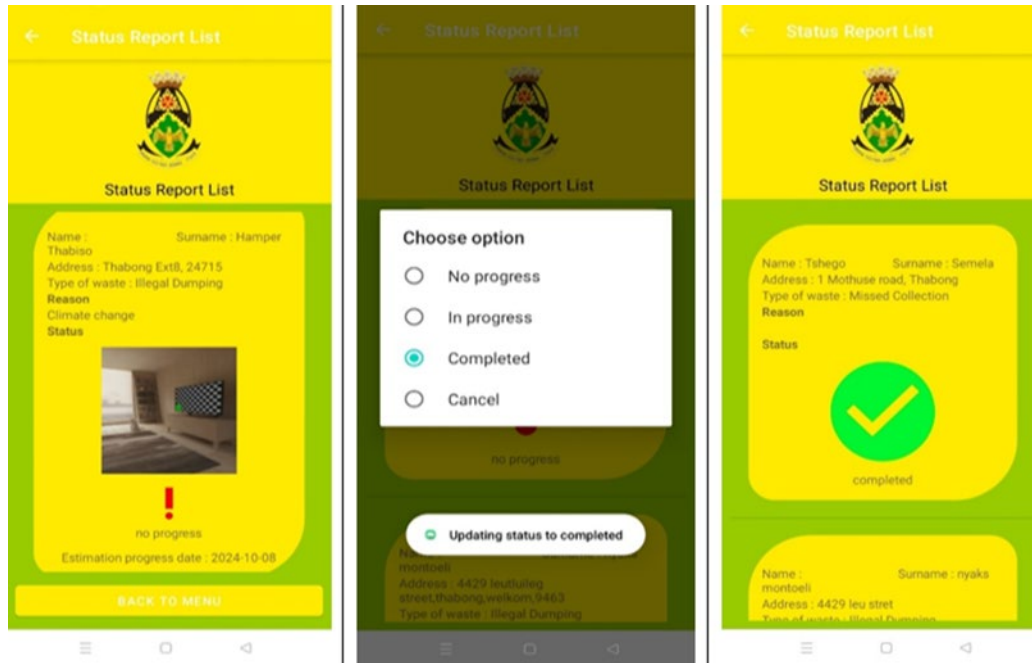 Status Report List
Status Report List
Name : Surname : Hamper
Thabiso
Address : Thabong Ext8, 24715
Type of waste : Illegal Dumping
Reason
Climate change
Status
no progress
Estimation progress date : 2024-10-08
BACK TO MENU
Status Report List
Status Report List
Choose option
No progress
In progress
Completed
Cancel
no progress
Updating status to completed
montoeli
Address : 4429 leutluileg
street,thabong,welkom,9463
Type of waste : Illegal Dumping
Status Report List
Status Report List
Name : Tshego Surname : Semela
Address : 1 Mothuse road, Thabong
Type of waste : Missed Collection
Reason
Status
completed
Name : Surname : nyaks
montoeli
Address : 4429 leu stret
Type of waste : Illegal Dumping